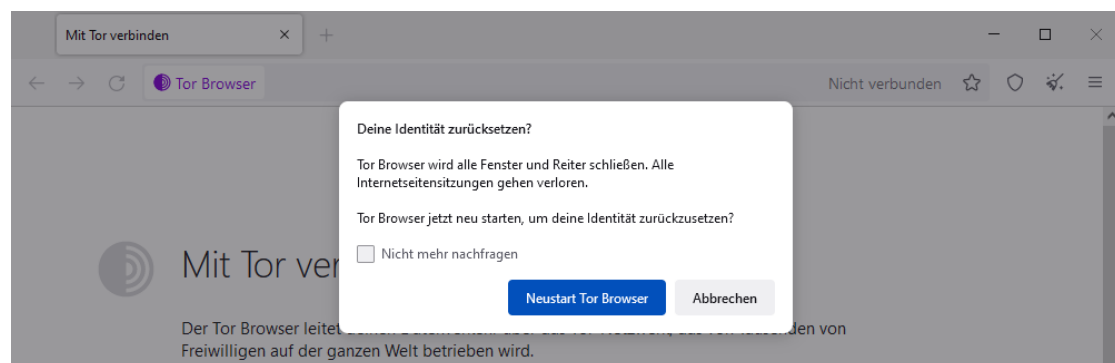 Mit Tor verbinden
Tor Browser
Nicht verbunden
Deine Identität zurücksetzen?
Tor Browser wird alle Fenster und Reiter schließen. Alle
Internetseitensitzungen gehen verloren.
Tor Browser jetzt neu starten, um deine Identität zurückzusetzen?
Nicht mehr nachfragen
Neustart Tor Browser
Abbrechen
Mit Tor
Der Tor Browser leitet
von
Freiwilligen auf der ganzen Welt betrieben wird.